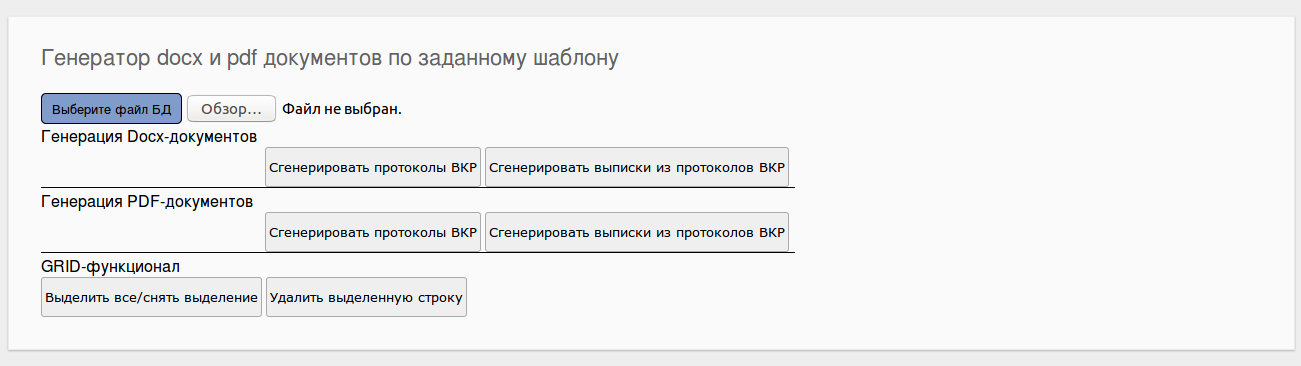 Генератор docx и pdf документов по заданному шаблону
Выберите файл БД Обзор... Файл не выбран.
Генерация Docx-документов
Сгенерировать протоколы ВКР Сгенерировать выписки из протоколов ВКР
Генерация PDF-документов
Сгенерировать протоколы ВКР Сгенерировать выписки из протоколов ВКР
GRID-функционал
Выделить все/снять выделение Удалить выделенную строку